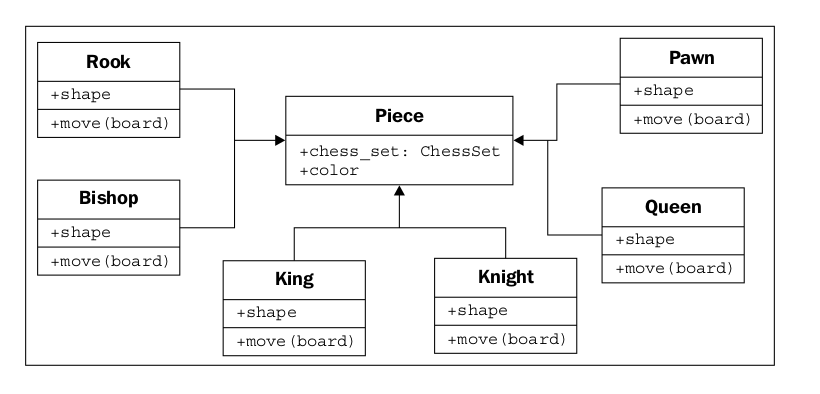 Rook
+shape
+move(board)
Bishop
+shape
+move(board)
Piece
+chess_set: ChessSet
+color
King
+shape
+move(board)
Knight
+shape
+move(board)
Pawn
+shape
+move(board)
Queen
+shape
+move(board)